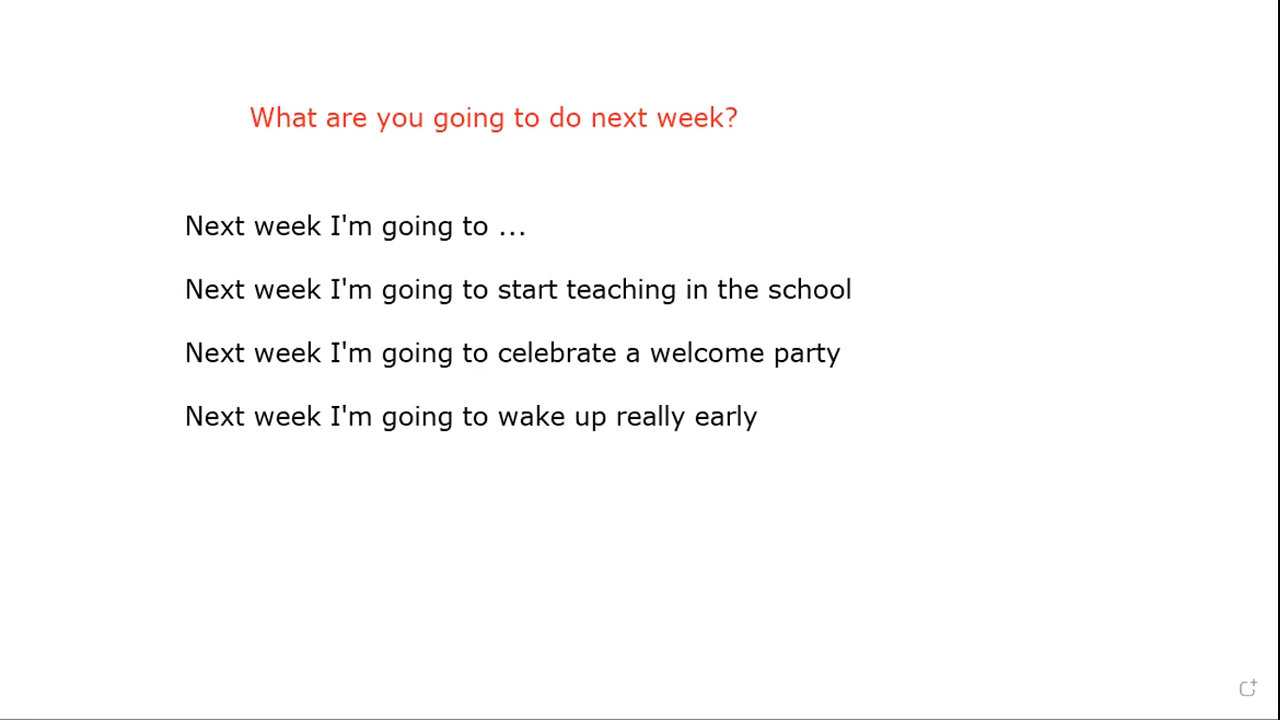 What are you going to do next week?
Next week I'm going to ...
Next week I'm going to start teaching in the school
Next week I'm going to celebrate a welcome party
Next week I'm going to wake up really early